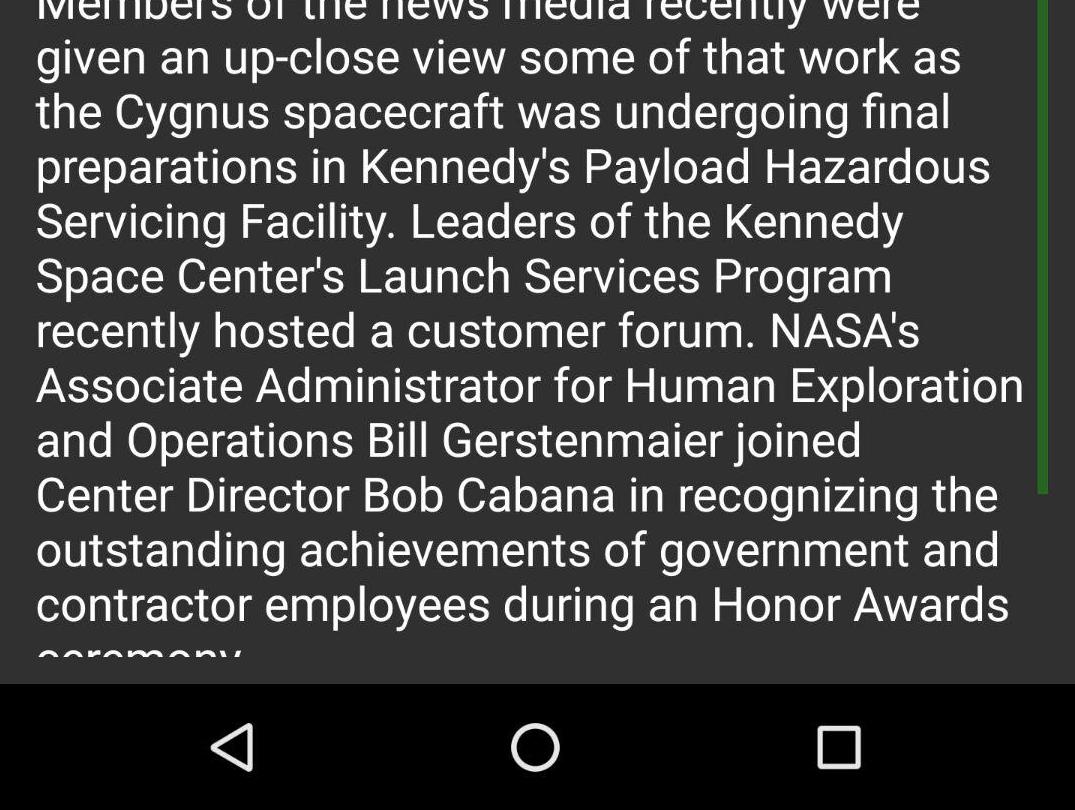 Members of the news media recently were
given an up-close view some of that work as
the Cygnus spacecraft was undergoing final
preparations in Kennedy's Payload Hazardous
Servicing Facility. Leaders of the Kennedy
Space Center's Launch Services Program
recently hosted a customer forum. NASA's
Associate Administrator for Human Exploration
and Operations Bill Gerstenmaier joined
Center Director Bob Cabana in recognizing the
outstanding achievements of government and
contractor employees during an Honor Awards
ceremony